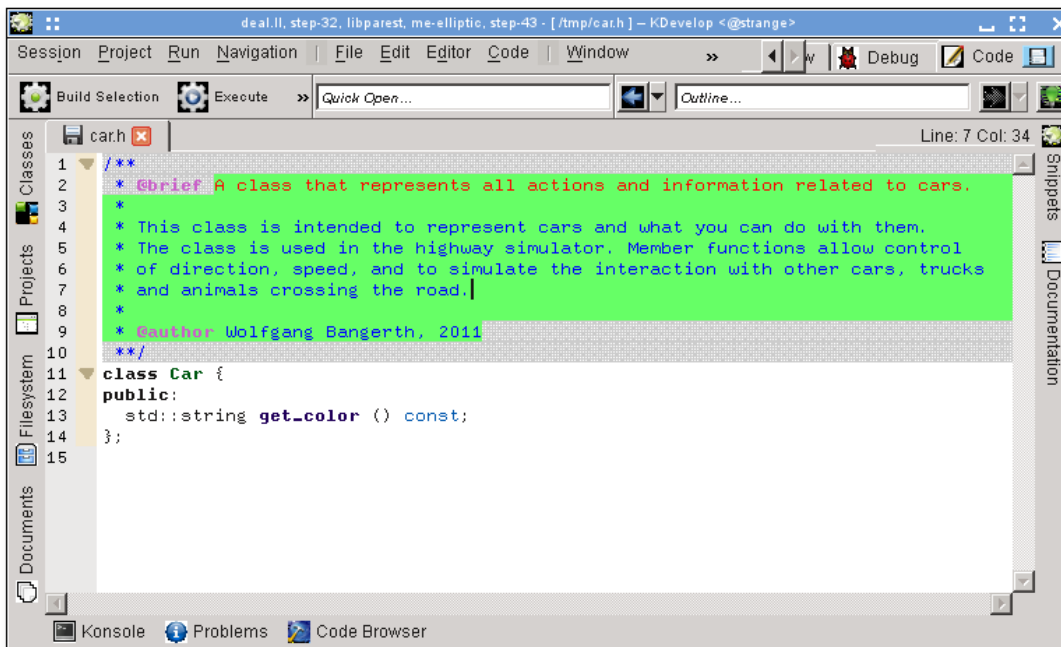 deal.II, step-32, libparest, me-elliptic, step-43 - [ /tmp/car.h ] – KDevelop <@strange>
Session Project Run Navigation | File Edit Editor Code | Window » w Debug Code
Build Selection Execute » Quick Open... Outline...
car.h Line: 7 Col: 34
1 /**
2 * @brief A class that represents all actions and information related to cars.
3 *
4 * This class is intended to represent cars and what you can do with them.
5 * The class is used in the highway simulator. Member functions allow control
6 * of direction, speed, and to simulate the interaction with other cars, trucks
7 * and animals crossing the road.
8 *
9 * @author Wolfgang Bangerth, 2011
10 **/
11 class Car {
12 public:
13 std::string get_color () const;
14 };
15
Classes
Projects
Filesystem
Documents
Snippets
Documentation
Konsole Problems Code Browser